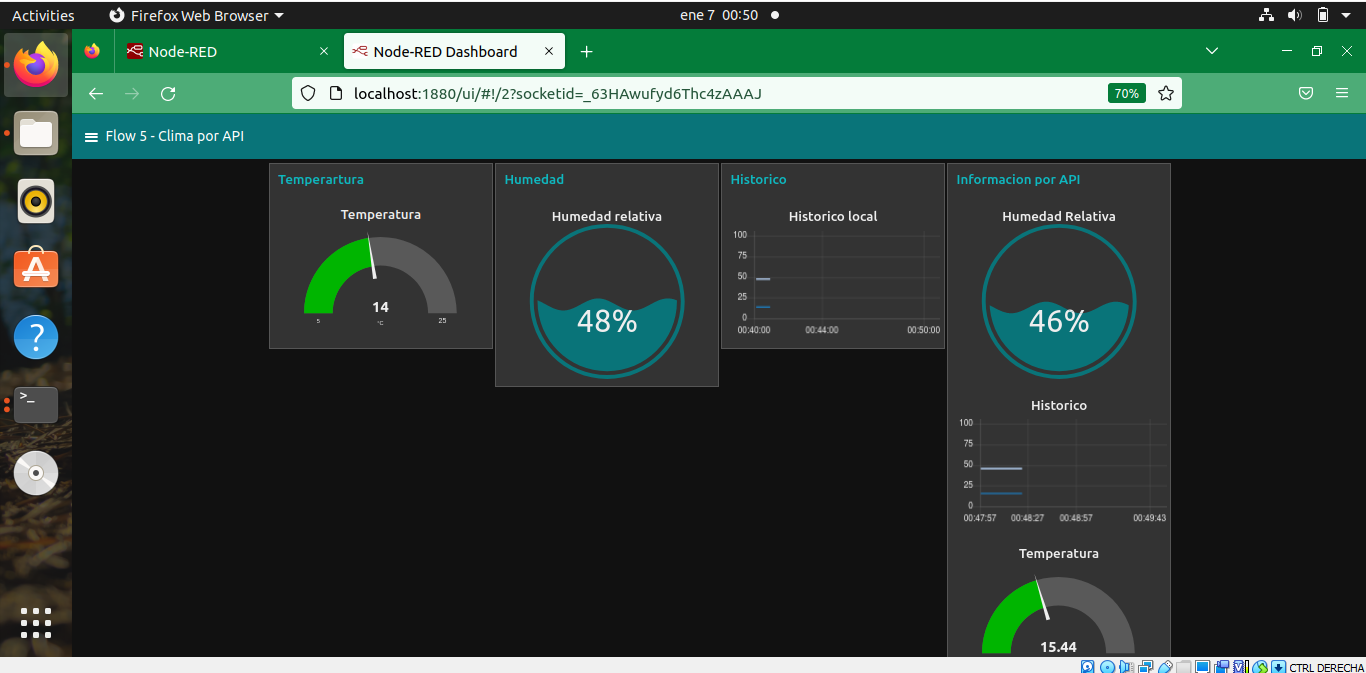 Activities
Firefox Web Browser
ene 7 00:50
Node-RED
Node-RED Dashboard
localhost:1880/ui/#!/2?socketid=_63HAwufyd6Thc4zAAAJ
70%
Flow 5 - Clima por API
Temperartura
Temperatura
14
°C
5
25
Humedad
Humedad relativa
48%
Historico
Historico local
100
75
50
25
0
00:40:00 00:44:00 00:50:00
Informacion por API
Humedad Relativa
46%
Historico
100
75
50
25
0
00:47:57 00:48:27 00:48:57 00:49:43
Temperatura
15.44
CTRL DERECHA